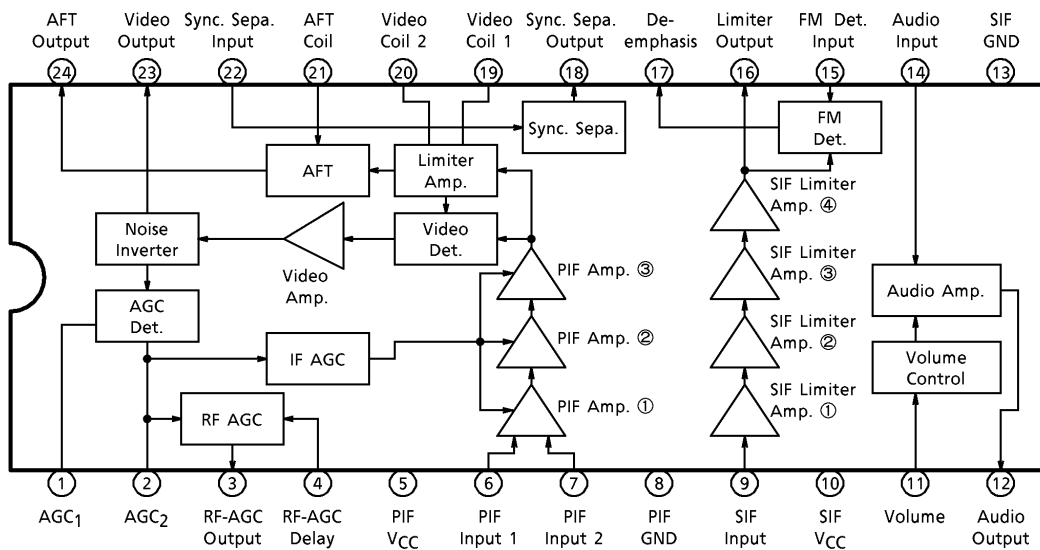 AFT Output
Video Output
Sync. Sepa. Input
AFT Coil
Video Coil 2
Video Coil 1
Sync. Sepa. Output
De-emphasis
Limiter Output
FM Det. Input
Audio Input
SIF GND
24
23
22
21
20
19
18
17
16
15
14
13
Sync. Sepa.
FM Det.
AFT
Limiter Amp.
SIF Limiter Amp. ④
Noise Inverter
Video Amp.
Video Det.
PIF Amp. ③
SIF Limiter Amp. ③
Audio Amp.
AGC Det.
IF AGC
PIF Amp. ②
SIF Limiter Amp. ②
Volume Control
RF AGC
PIF Amp. ①
SIF Limiter Amp. ①
1
2
3
4
5
6
7
8
9
10
11
12
AGC1
AGC2
RF-AGC Output
RF-AGC Delay
PIF VCC
PIF Input 1
PIF Input 2
PIF GND
SIF Input
SIF VCC
Volume
Audio Output